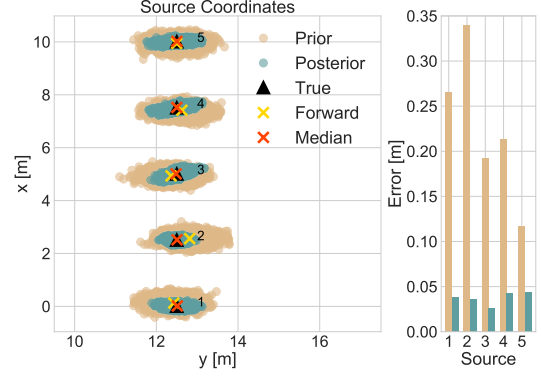 Source Coordinates
10
8
6
4
2
0
x [m]
10
12
14
16
y [m]
5
4
3
2
1
Prior
Posterior
True
Forward
Median
0.35
0.30
0.25
0.20
0.15
0.10
0.05
0.00
Error [m]
1 2 3 4 5
Source